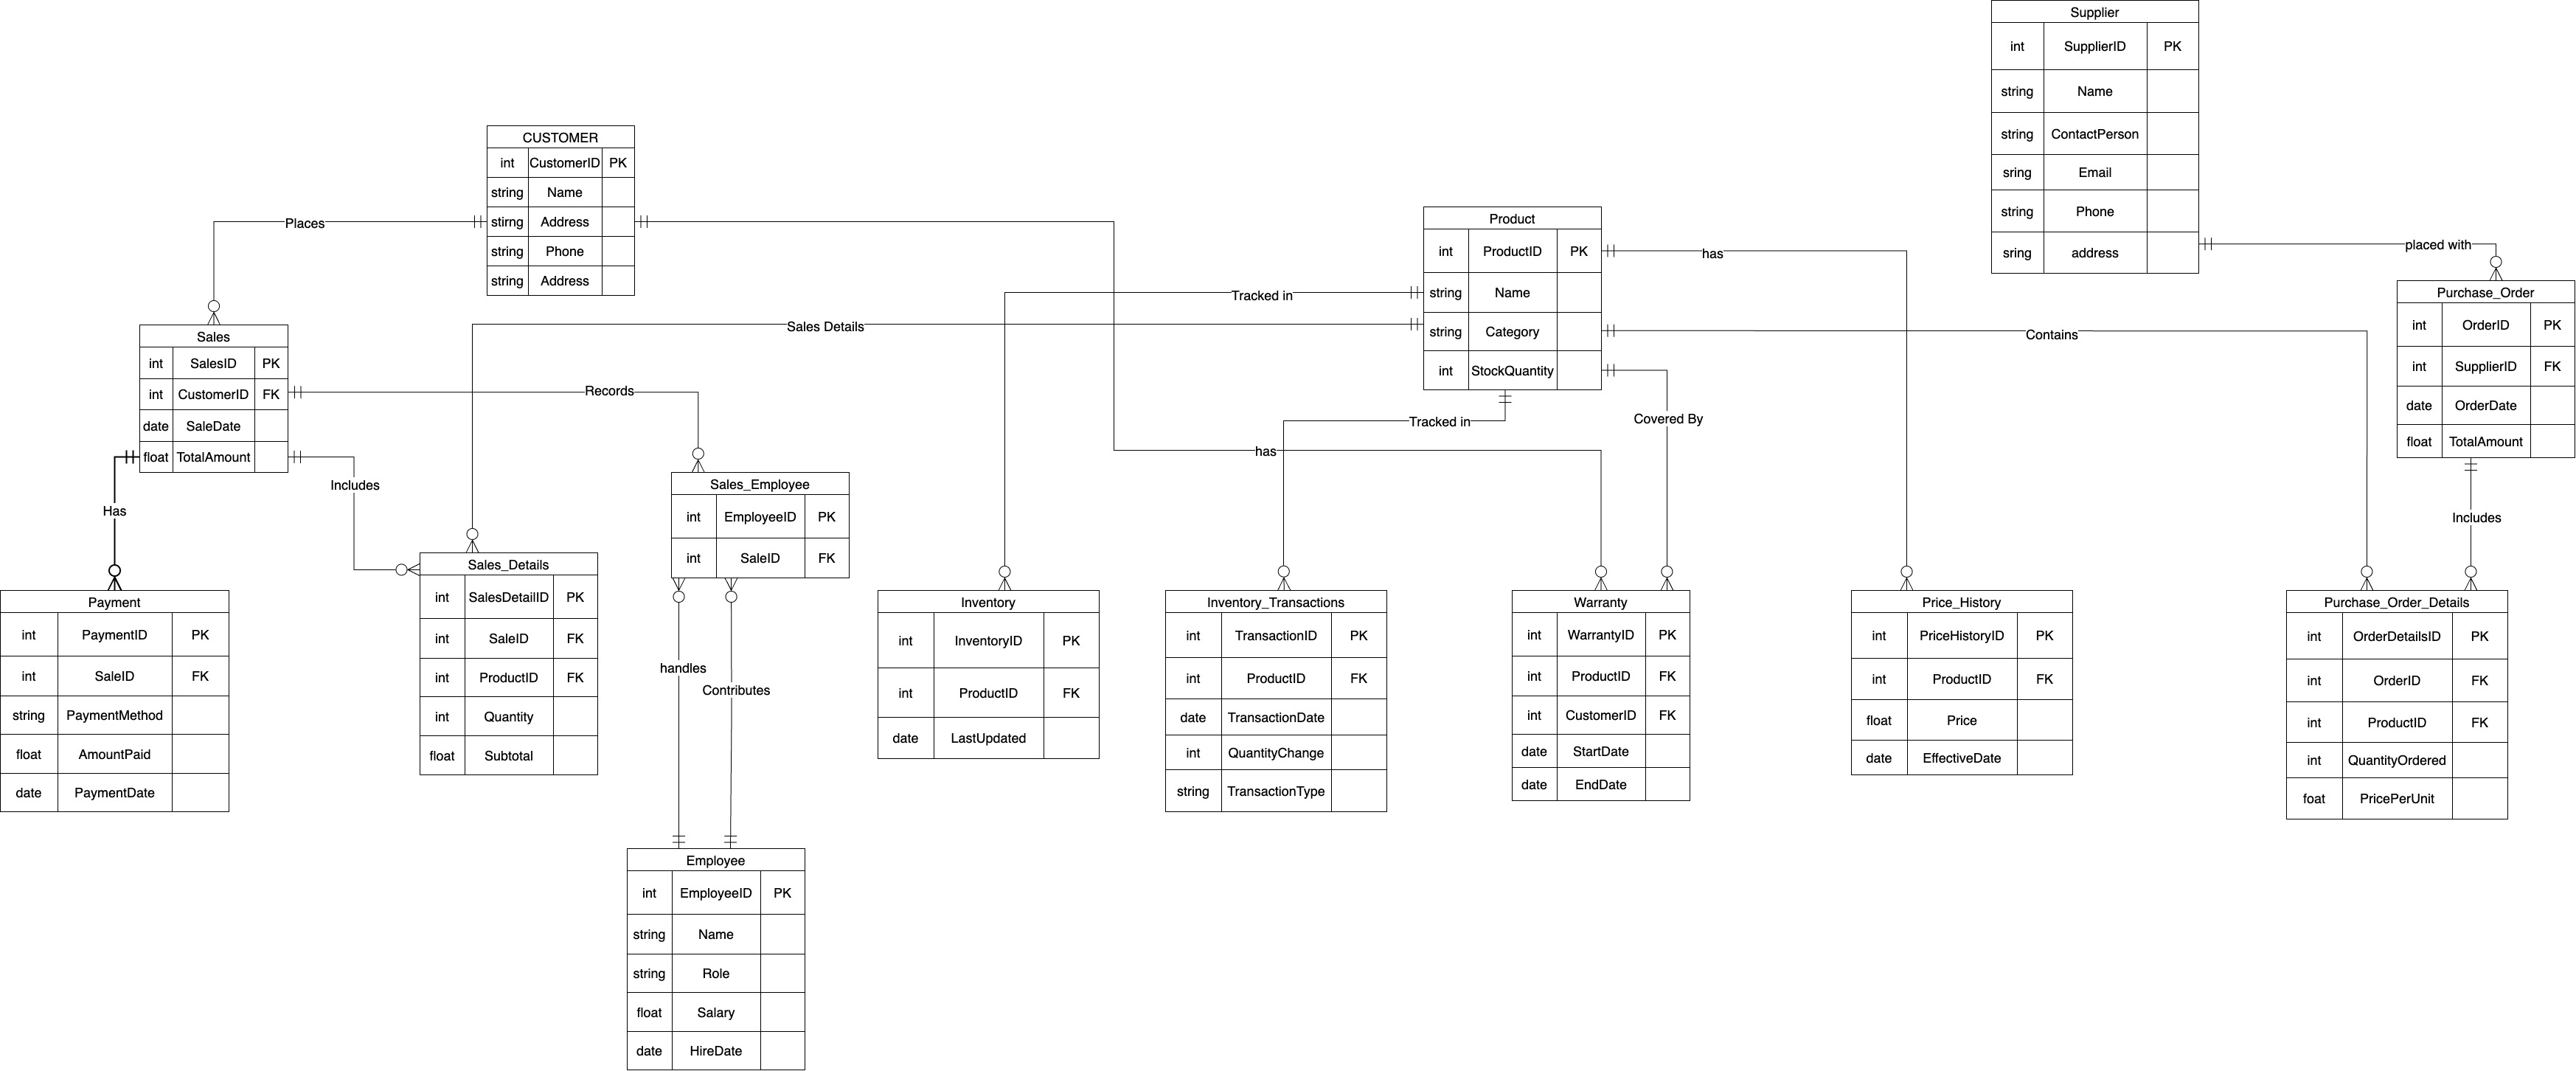 Supplier
int SupplierID PK
string Name
string ContactPerson
sring Email
string Phone
sring address
placed with
CUSTOMER
int CustomerID PK
string Name
stirng Address
string Phone
string Address
Places
Product
int ProductID PK
string Name
string Category
int StockQuantity
has
Tracked in
Sales Details
Contains
Covered By
Tracked in
has
Purchase_Order
int OrderID PK
int SupplierID FK
date OrderDate
float TotalAmount
Includes
Sales
int SalesID PK
int CustomerID FK
date SaleDate
float TotalAmount
Records
Includes
Has
Sales_Employee
int EmployeeID PK
int SaleID FK
handles
Contributes
Sales_Details
int SalesDetailID PK
int SaleID FK
int ProductID FK
int Quantity
float Subtotal
Payment
int PaymentID PK
int SaleID FK
string PaymentMethod
float AmountPaid
date PaymentDate
Inventory
int InventoryID PK
int ProductID FK
date LastUpdated
Inventory_Transactions
int TransactionID PK
int ProductID FK
date TransactionDate
int QuantityChange
string TransactionType
Warranty
int WarrantyID PK
int ProductID FK
int CustomerID FK
date StartDate
date EndDate
Price_History
int PriceHistoryID PK
int ProductID FK
float Price
date EffectiveDate
Purchase_Order_Details
int OrderDetailsID PK
int OrderID FK
int ProductID FK
int QuantityOrdered
foat PricePerUnit
Employee
int EmployeeID PK
string Name
string Role
float Salary
date HireDate